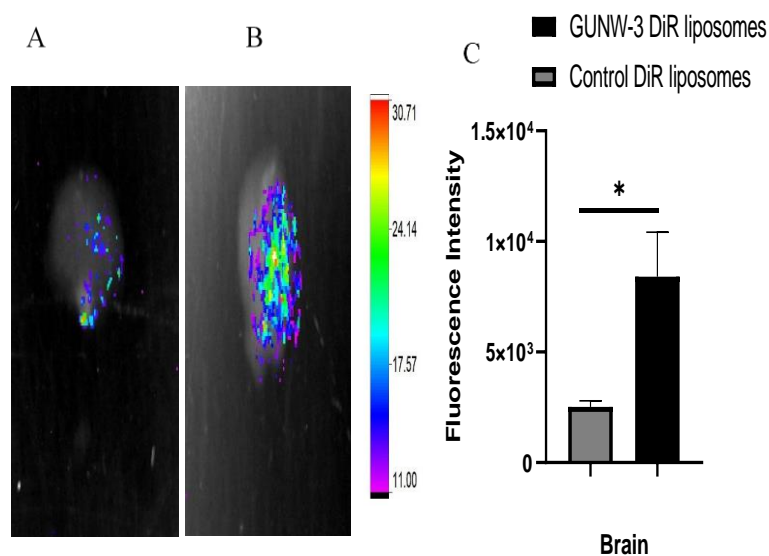 A
B
C
GUNW-3 DiR liposomes
Control DiR liposomes
30.71
24.14
17.57
11.00
Fluorescence Intensity
1.5×10⁴
1×10⁴
5×10³
0
*
Brain